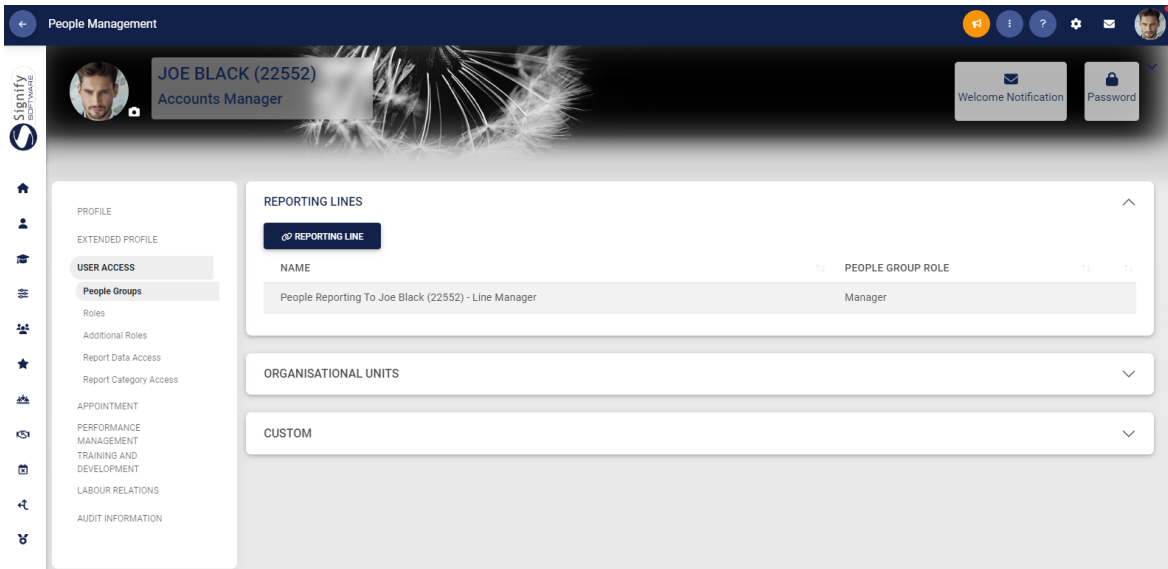 People Management
?
Signify
SOFTWARE
JOE BLACK (22552)
Accounts Manager
Welcome Notification
Password
PROFILE
EXTENDED PROFILE
USER ACCESS
People Groups
Roles
Additional Roles
Report Data Access
Report Category Access
APPOINTMENT
PERFORMANCE
MANAGEMENT
TRAINING AND
DEVELOPMENT
LABOUR RELATIONS
AUDIT INFORMATION
REPORTING LINES
REPORTING LINE
NAME PEOPLE GROUP ROLE
People Reporting To Joe Black (22552) - Line Manager Manager
ORGANISATIONAL UNITS
CUSTOM